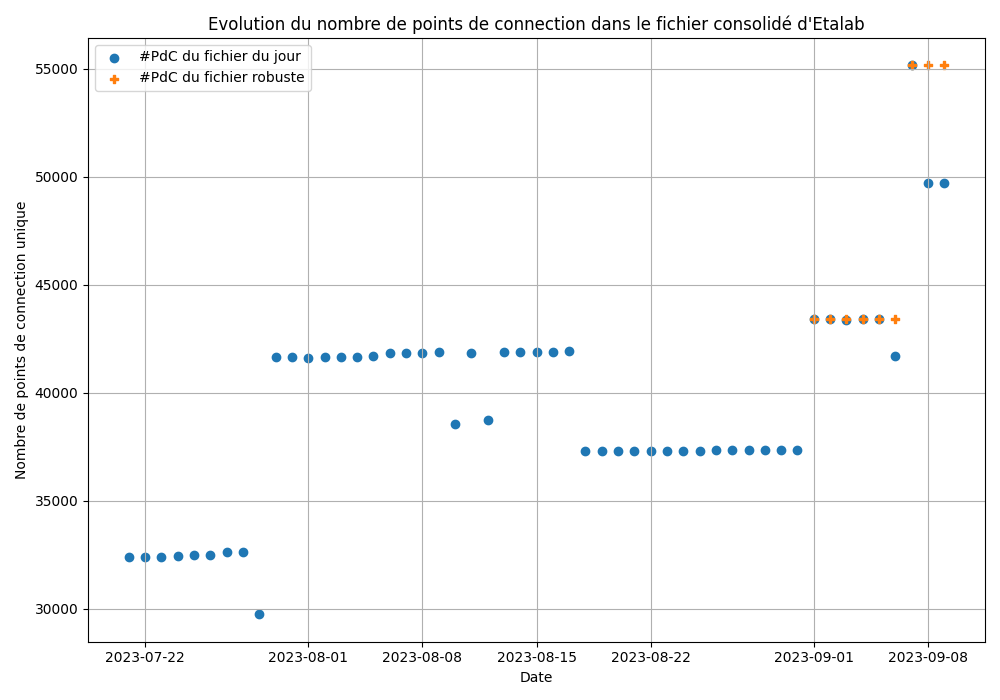 Evolution du nombre de points de connection dans le fichier consolidé d'Etalab
#PdC du fichier du jour
#PdC du fichier robuste
55000
50000
45000
40000
35000
30000
Nombre de points de connection unique
2023-07-22
2023-08-01
2023-08-08
2023-08-15
2023-08-22
2023-09-01
2023-09-08
Date